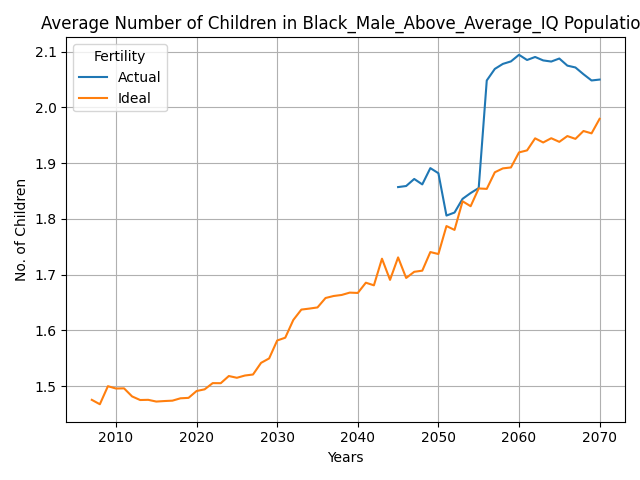 Average Number of Children in Black_Male_Above_Average_IQ Populatio
Fertility
Actual
Ideal
2.1
2.0
1.9
1.8
1.7
1.6
1.5
No. of Children
2010 2020 2030 2040 2050 2060 2070
Years